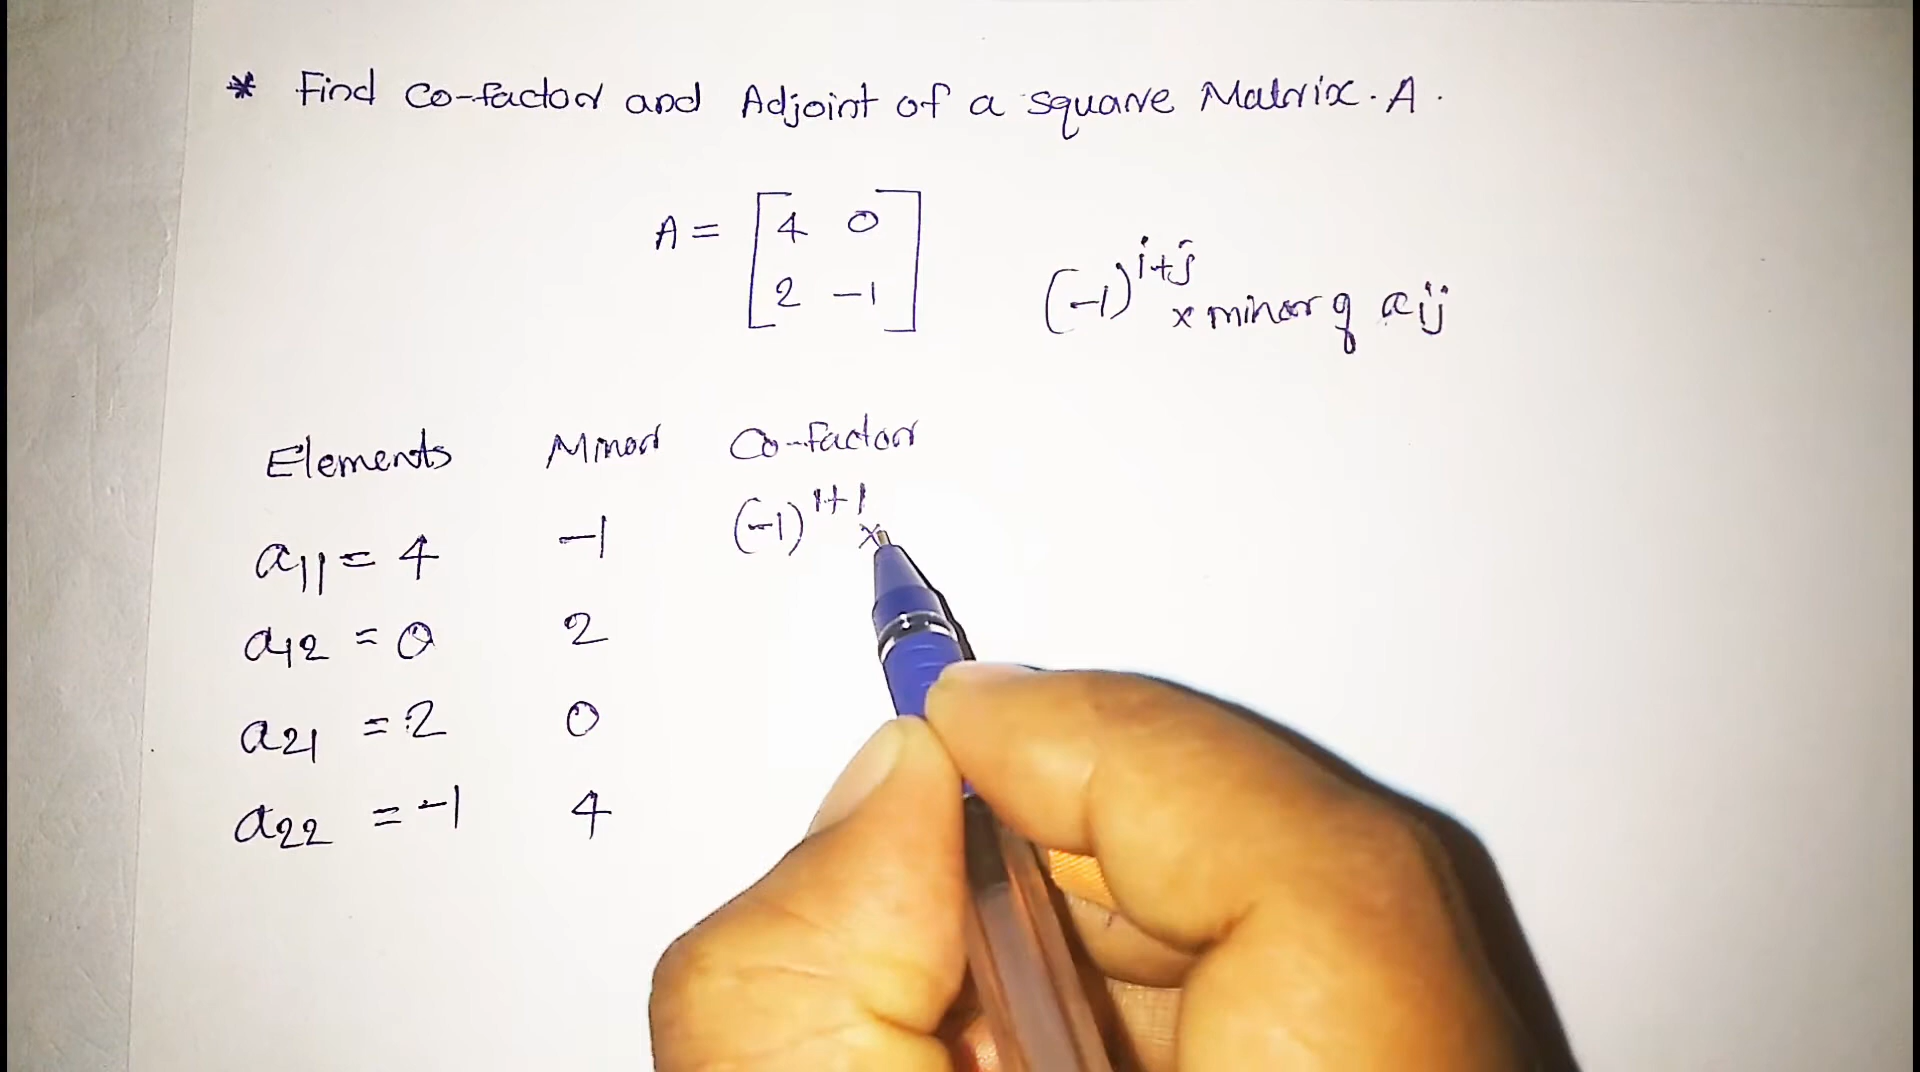 * Find co-factor and Adjoint of a square Matrix. A.
A = [4 0
2 -1]
(-1)^{i+j} x minor of aij
Elements Minor Co-factor
a11 = 4 -1 (-1)^{1+1} x
a12 = 0 2
a21 = 2 0
a22 = -1 4